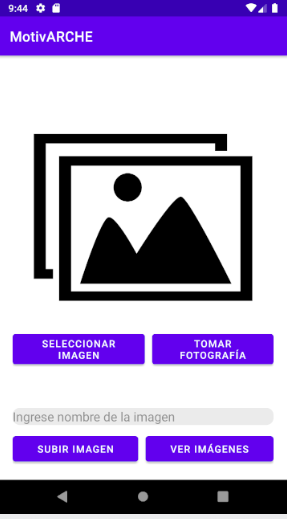 9:44
MotivARCHE
SELECCIONAR
IMAGEN
TOMAR
FOTOGRAFÍA
Ingrese nombre de la imagen
SUBIR IMAGEN
VER IMÁGENES